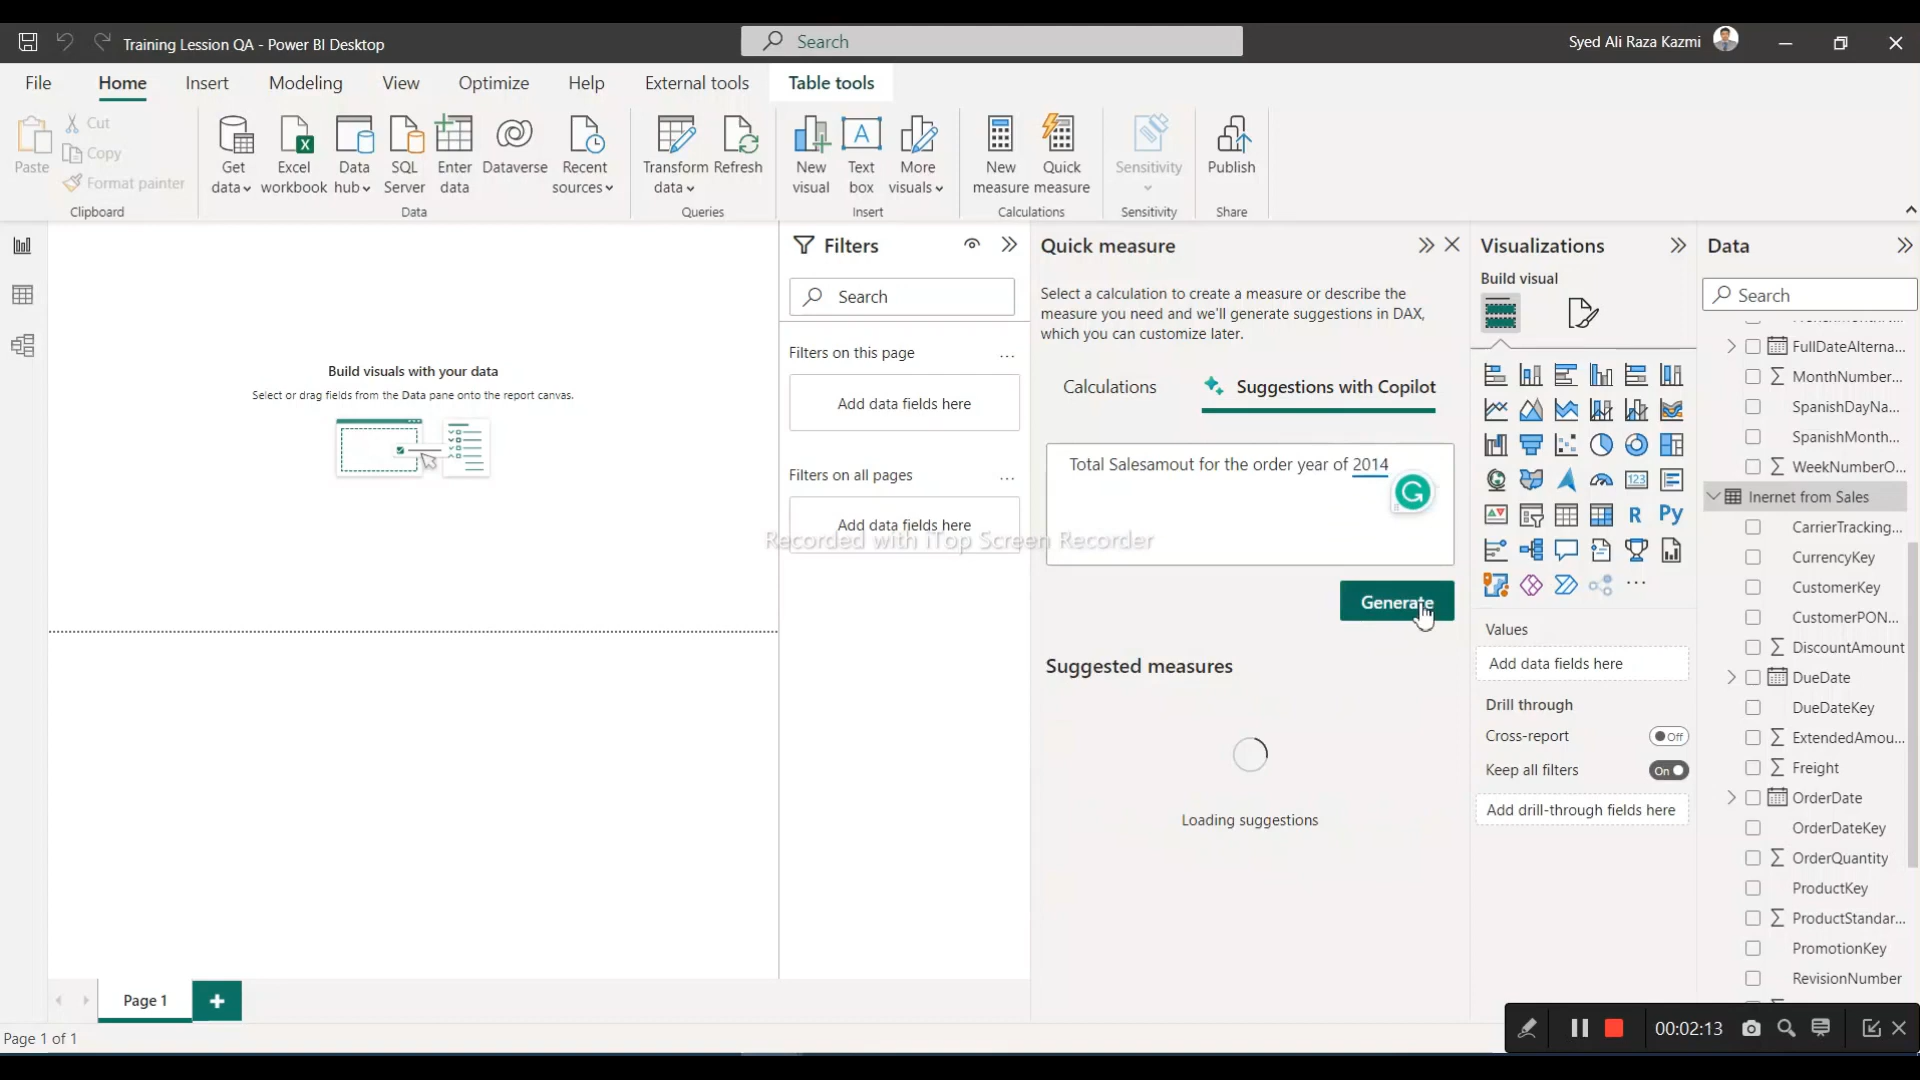 Training Lession QA - Power BI Desktop
Search
Syed Ali Raza Kazmi
File
Home
Insert
Modeling
View
Optimize
Help
External tools
Table tools
Paste
Cut
Copy
Format painter
Clipboard
Get data
Excel workbook
Data hub
SQL Server
Enter data
Dataverse
Recent sources
Data
Transform data
Refresh
Queries
New visual
Text box
More visuals
Insert
New measure
Quick measure
Calculations
Sensitivity
Sensitivity
Publish
Share
Build visuals with your data
Select or drag fields from the Data pane onto the report canvas.
Filters
Search
Filters on this page
...
Add data fields here
Filters on all pages
...
Add data fields here
Recorded with iTop Screen Recorder
Quick measure
Select a calculation to create a measure or describe the
measure you need and we'll generate suggestions in DAX,
which you can customize later.
Calculations
Suggestions with Copilot
Total Salesamout for the order year of 2014
Generate
Suggested measures
Loading suggestions
Visualizations
Build visual
123
R
Py
...
Values
Add data fields here
Drill through
Cross-report
Off
Keep all filters
On
Add drill-through fields here
Data
Search
FullDateAlterna...
MonthNumber...
SpanishDayNa...
SpanishMonth...
WeekNumberO...
Inernet from Sales
CarrierTracking...
CurrencyKey
CustomerKey
CustomerPON...
DiscountAmount
DueDate
DueDateKey
ExtendedAmou...
Freight
OrderDate
OrderDateKey
OrderQuantity
ProductKey
ProductStandar...
PromotionKey
RevisionNumber
Page 1
Page 1 of 1
00:02:13